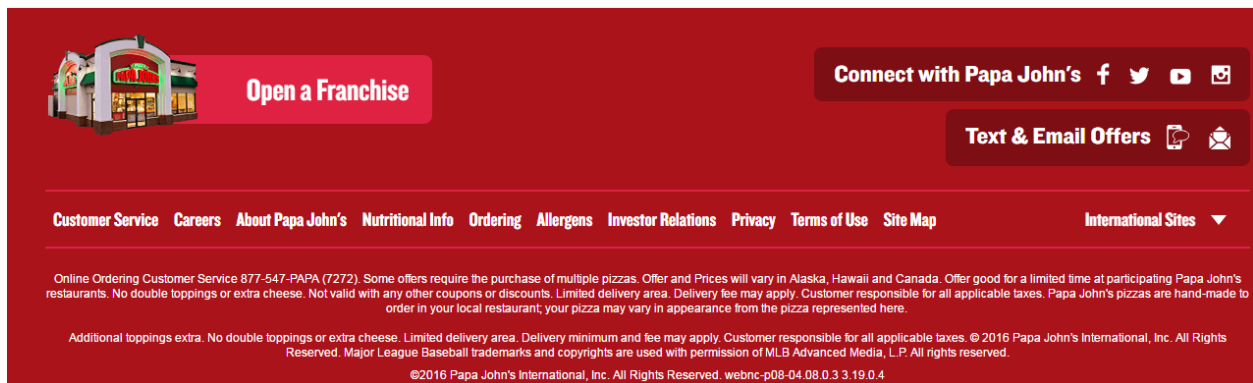 PAPA JOHN'S
Open a Franchise
Connect with Papa John's
Text & Email Offers
Customer Service Careers About Papa John's Nutritional Info Ordering Allergens Investor Relations Privacy Terms of Use Site Map International Sites
Online Ordering Customer Service 877-547-PAPA (7272). Some offers require the purchase of multiple pizzas. Offer and Prices will vary in Alaska, Hawaii and Canada. Offer good for a limited time at participating Papa John's
restaurants. No double toppings or extra cheese. Not valid with any other coupons or discounts. Limited delivery area. Delivery fee may apply. Customer responsible for all applicable taxes. Papa John's pizzas are hand-made to
order in your local restaurant; your pizza may vary in appearance from the pizza represented here.
Additional toppings extra. No double toppings or extra cheese. Limited delivery area. Delivery minimum and fee may apply. Customer responsible for all applicable taxes. © 2016 Papa John's International, Inc. All Rights
Reserved. Major League Baseball trademarks and copyrights are used with permission of MLB Advanced Media, L.P. All rights reserved.
©2016 Papa John's International, Inc. All Rights Reserved. webnc-p08-04.08.0.3 3.19.0.4